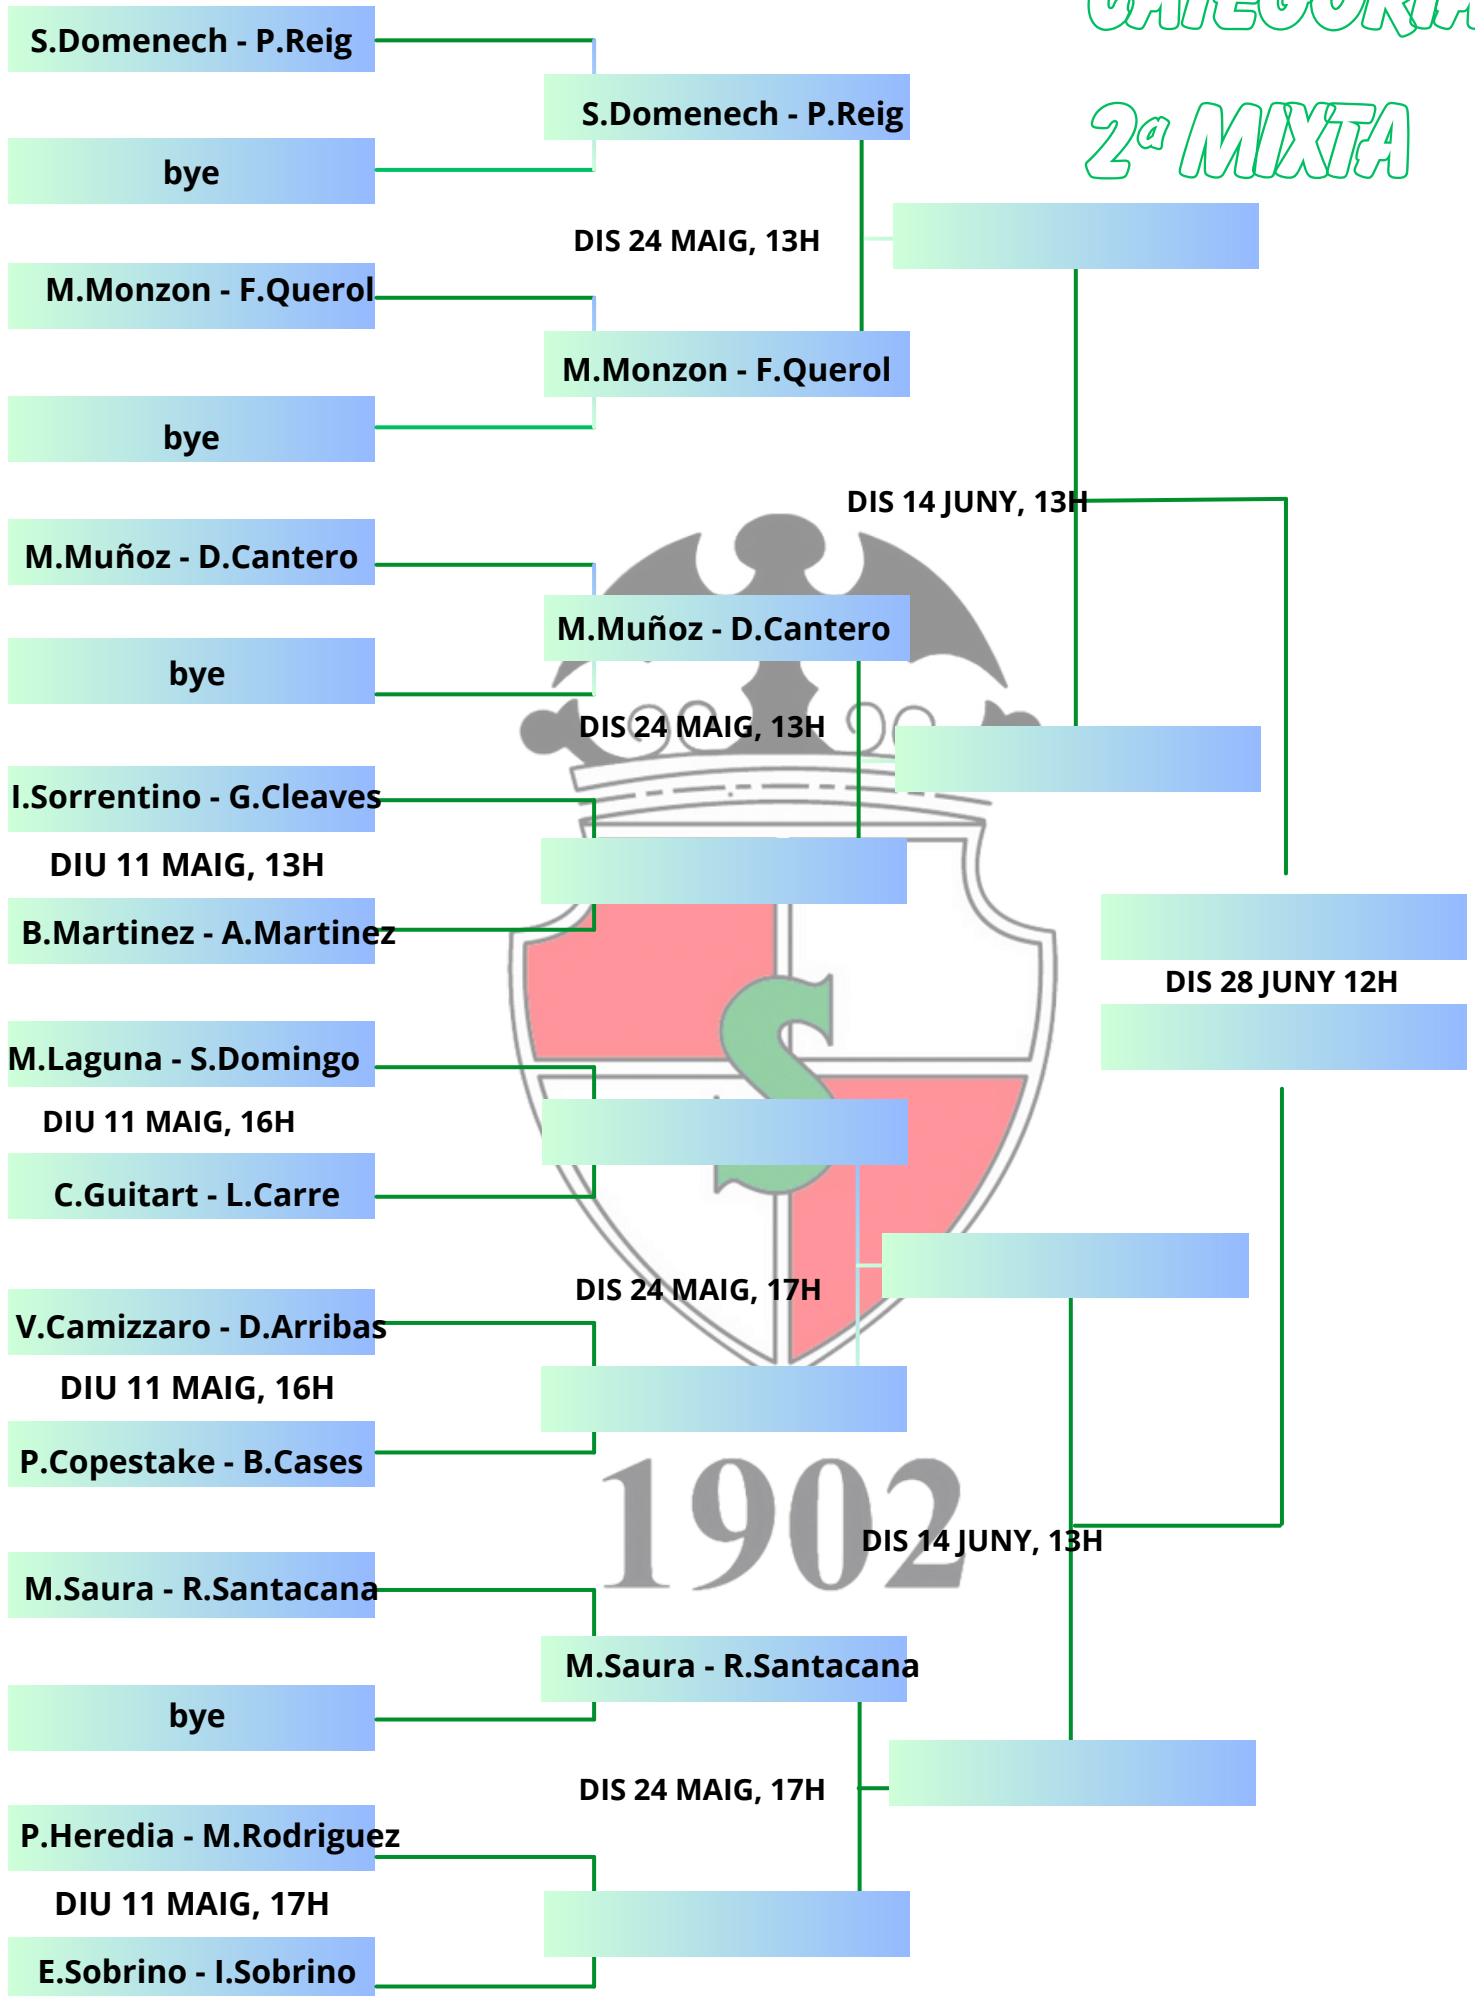 CATEGORIA
2ª MIXTA
S.Domenech - P.Reig
bye
S.Domenech - P.Reig
DIS 24 MAIG, 13H
M.Monzon - F.Querol
bye
M.Monzon - F.Querol
DIS 14 JUNY, 13H
M.Muñoz - D.Cantero
bye
M.Muñoz - D.Cantero
DIS 24 MAIG, 13H
I.Sorrentino - G.Cleaves
DIU 11 MAIG, 13H
B.Martinez - A.Martinez
DIS 28 JUNY 12H
S
M.Laguna - S.Domingo
DIU 11 MAIG, 16H
C.Guitart - L.Carre
DIS 24 MAIG, 17H
V.Camizzaro - D.Arribas
DIU 11 MAIG, 16H
P.Copestake - B.Cases
1902
DIS 14 JUNY, 13H
M.Saura - R.Santacana
bye
M.Saura - R.Santacana
DIS 24 MAIG, 17H
P.Heredia - M.Rodriguez
DIU 11 MAIG, 17H
E.Sobrino - I.Sobrino